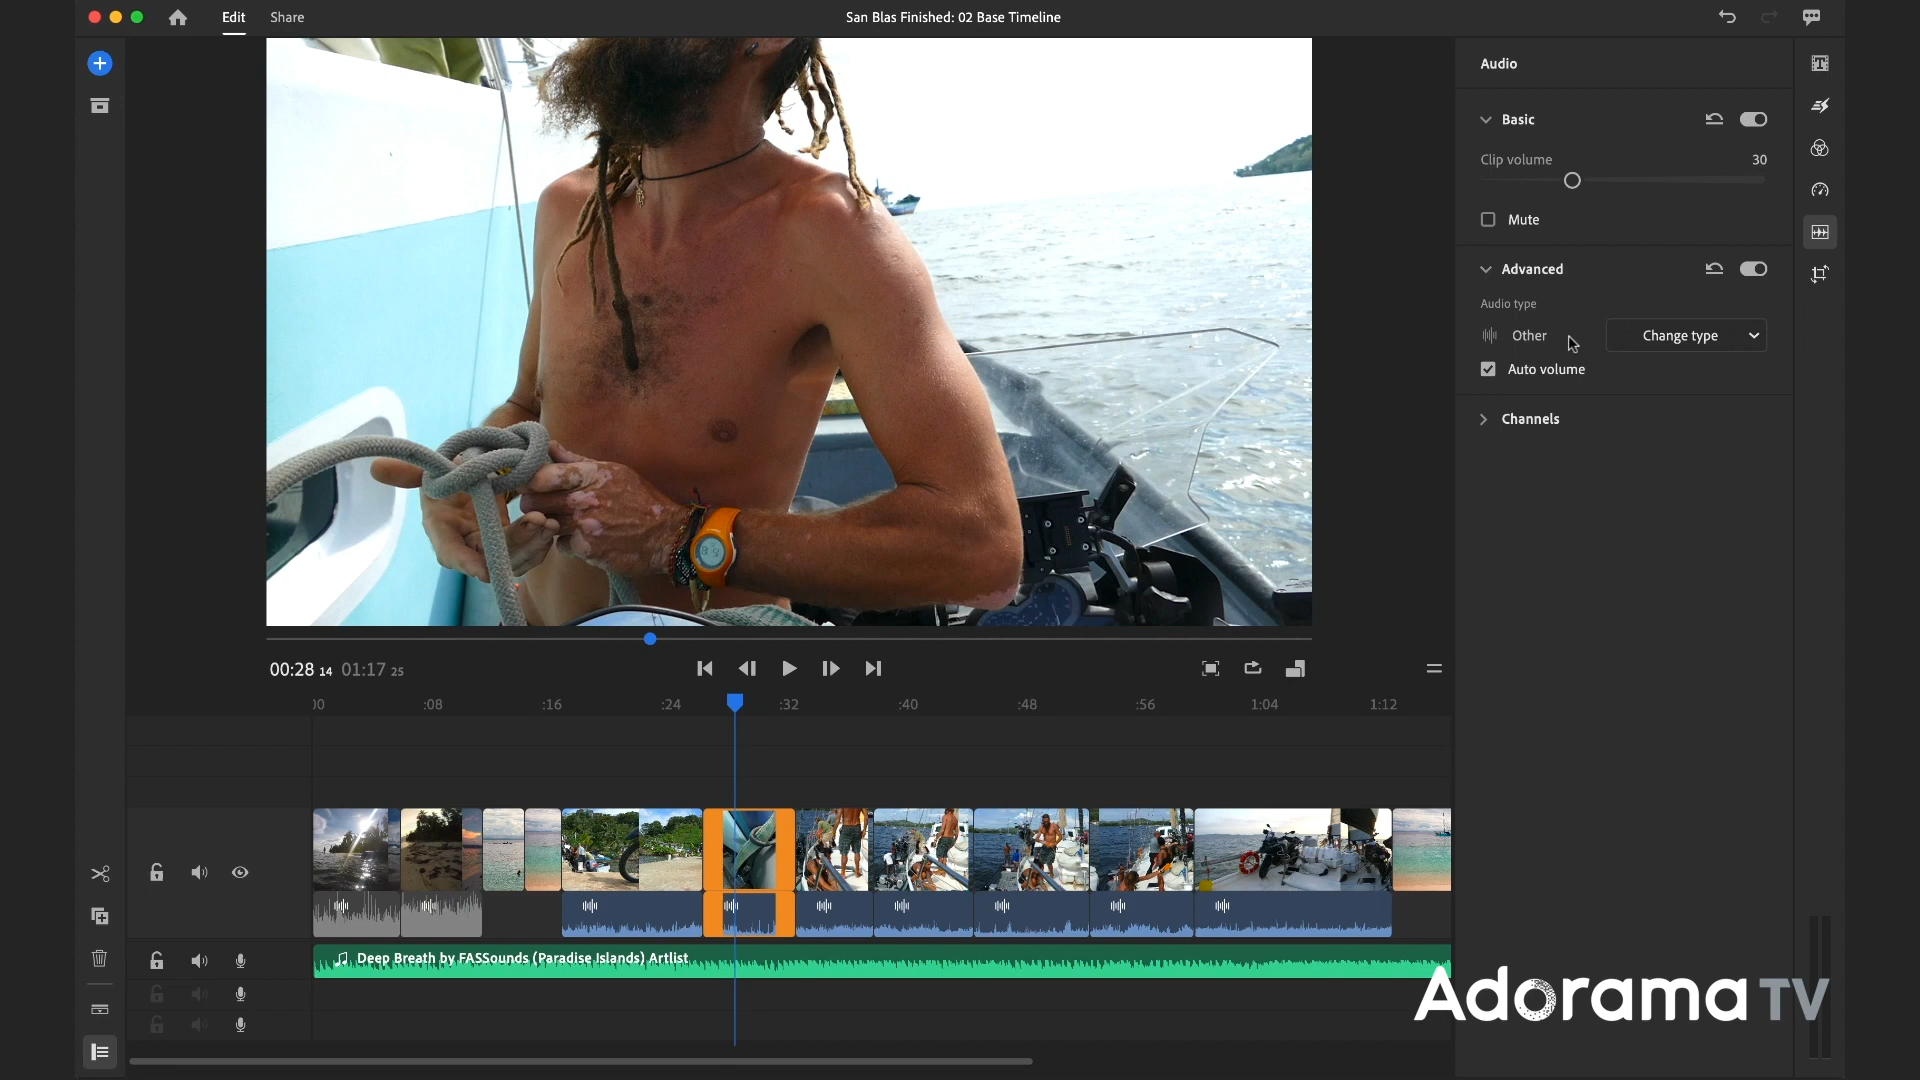 Edit Share San Blas Finished: 02 Base Timeline
Audio
Basic
Clip volume 30
Mute
Advanced
Audio type
Other Change type
Auto volume
Channels
00:28 14 01:17 25
:00 :08 :16 :24 :32 :40 :48 :56 1:04 1:12
Deep Breath by FASSounds (Paradise Islands) Artlist
Adorama TV